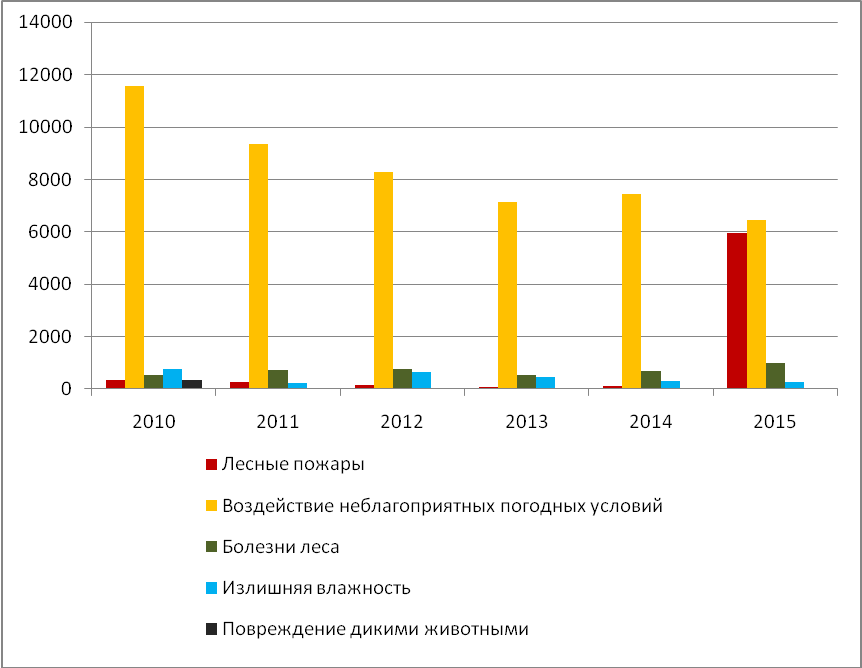 14000
12000
10000
8000
6000
4000
2000
0
2010 2011 2012 2013 2014 2015
Лесные пожары
Воздействие неблагоприятных погодных условий
Болезни леса
Излишняя влажность
Повреждение дикими животными